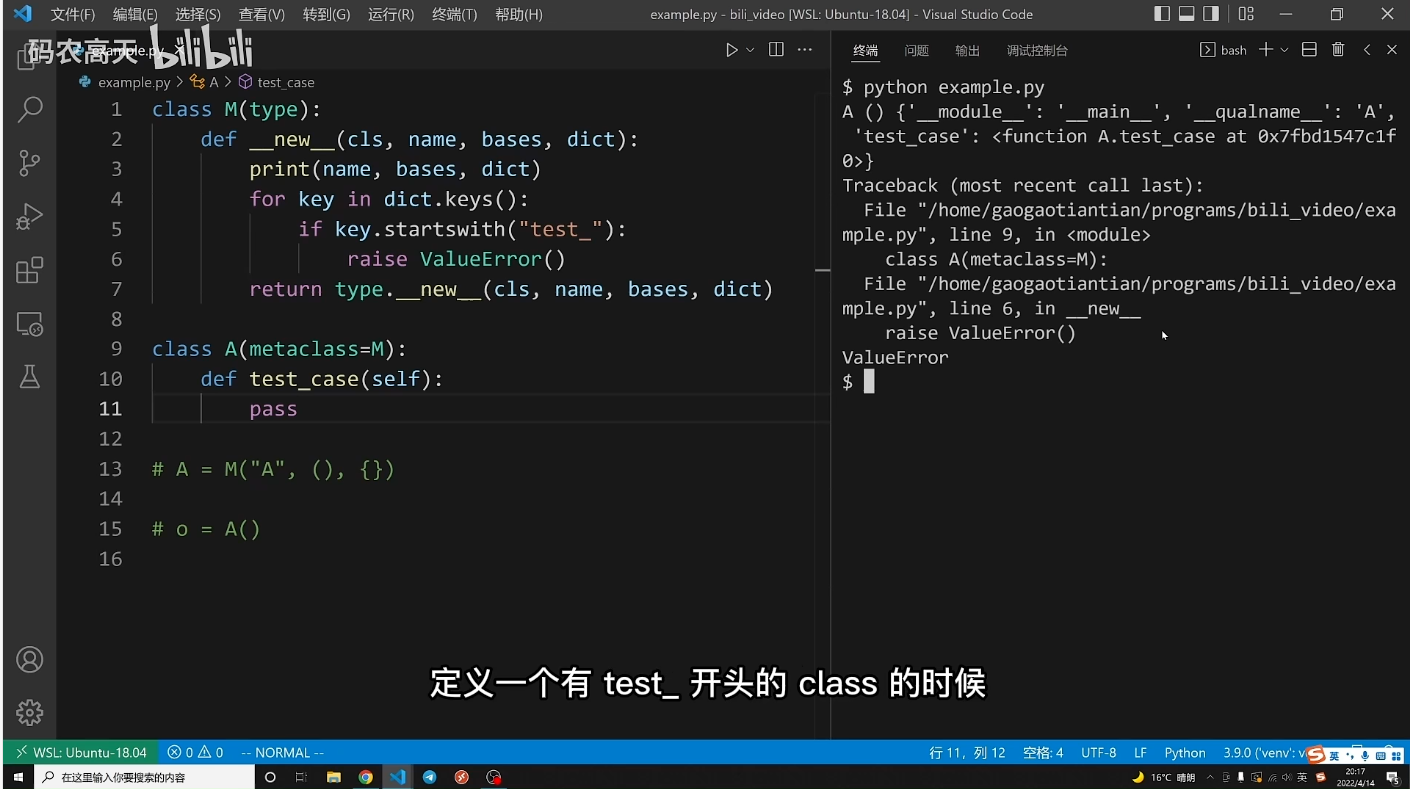 文件(F) 编辑(E) 选择(S) 查看(V) 转到(G) 运行(R) 终端(T) 帮助(H) example.py - bili_video [WSL: Ubuntu-18.04] - Visual Studio Code
码农高天 bilibili
example.py
example.py > A > test_case
1 class M(type):
2     def __new__(cls, name, bases, dict):
3         print(name, bases, dict)
4         for key in dict.keys():
5             if key.startswith("test_"):
6                 raise ValueError()
7         return type.__new__(cls, name, bases, dict)
8
9 class A(metaclass=M):
10     def test_case(self):
11         pass
12
13 # A = M("A", (), {})
14
15 # o = A()
16
终端 问题 输出 调试控制台 bash
$ python example.py
A () {'__module__': '__main__', '__qualname__': 'A',
 'test_case': <function A.test_case at 0x7fbd1547c1f
0>}
Traceback (most recent call last):
  File "/home/gaogaotiantian/programs/bili_video/exa
mple.py", line 9, in <module>
    class A(metaclass=M):
  File "/home/gaogaotiantian/programs/bili_video/exa
mple.py", line 6, in __new__
    raise ValueError()
ValueError
$
定义一个有 test_ 开头的 class 的时候
WSL: Ubuntu-18.04 0 0 -- NORMAL -- 行 11，列 12 空格: 4 UTF-8 LF Python 3.9.0 ('venv': v
英
在这里输入你要搜索的内容 16°C 晴朗 英 20:17
2022/4/14 5